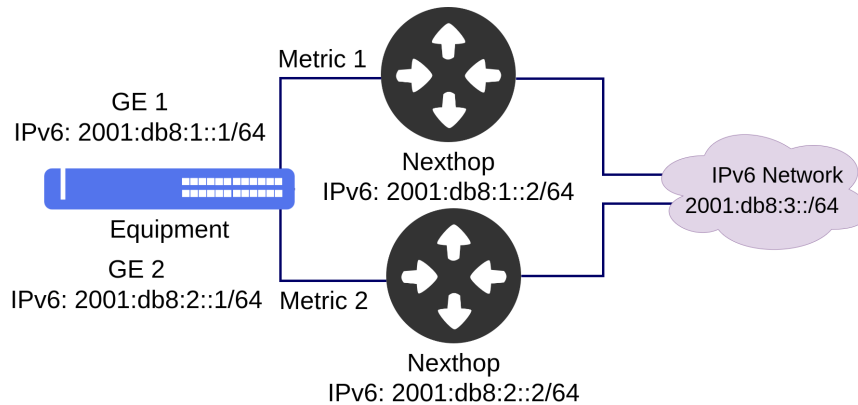 Metric 1
GE 1
IPv6: 2001:db8:1::1/64
Nexthop
IPv6: 2001:db8:1::2/64
IPv6 Network
2001:db8:3::/64
Equipment
GE 2
IPv6: 2001:db8:2::1/64
Metric 2
Nexthop
IPv6: 2001:db8:2::2/64